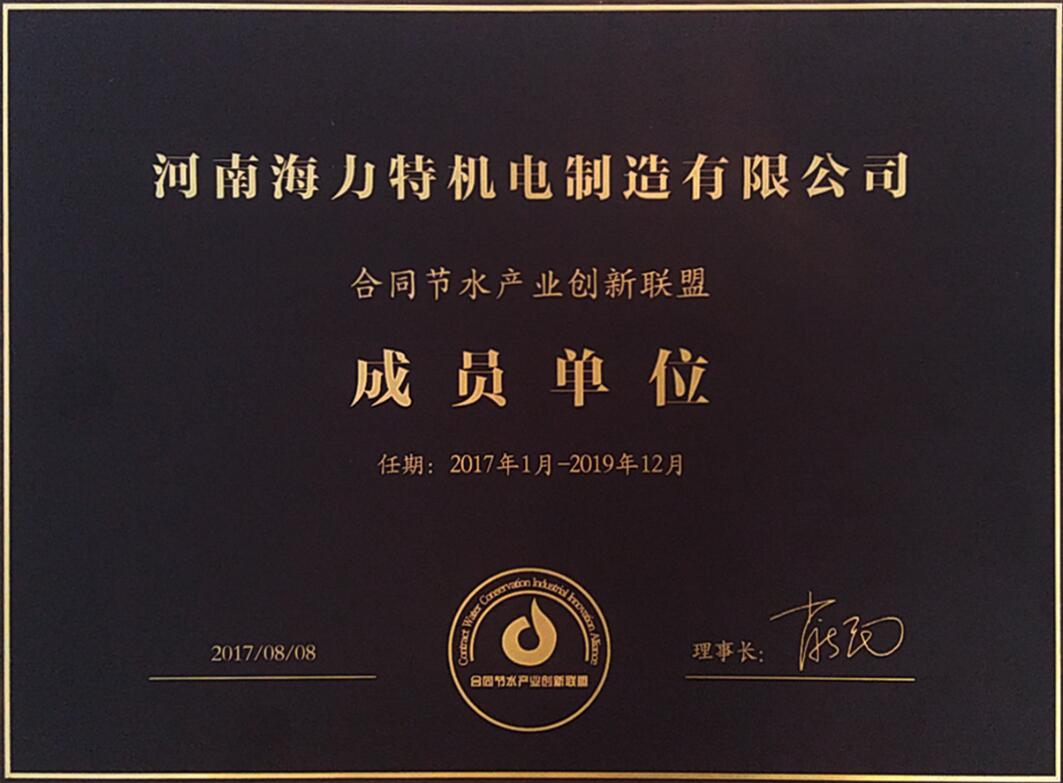 河南海力特机电制造有限公司
合同节水产业创新联盟
成员单位
任期：2017年1月-2019年12月
2017/08/08
Contract Water Conservation Industrial Innovation Alliance
合同节水产业创新联盟
理事长：